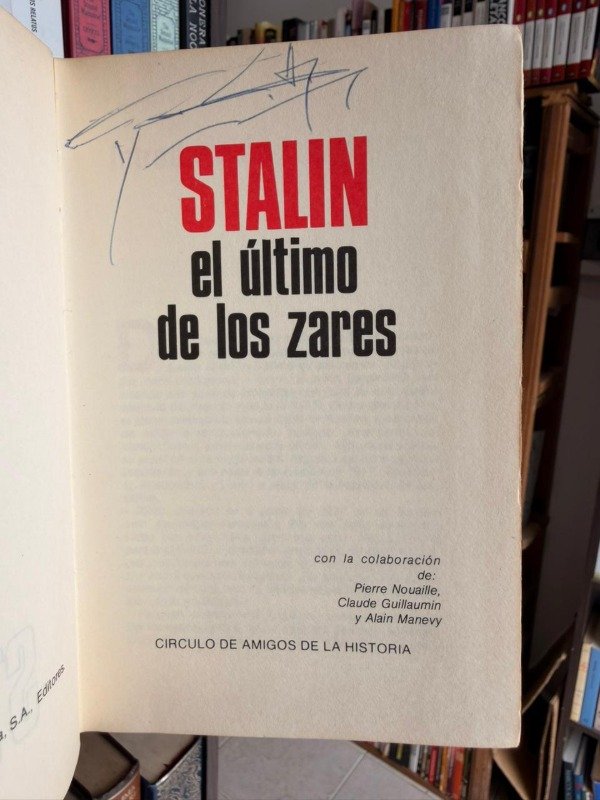 STALIN
el último
de los zares
con la colaboración
de:
Pierre Nouaille,
Claude Guillaumin
y Alain Manevy
CIRCULO DE AMIGOS DE LA HISTORIA
S.A., Editores